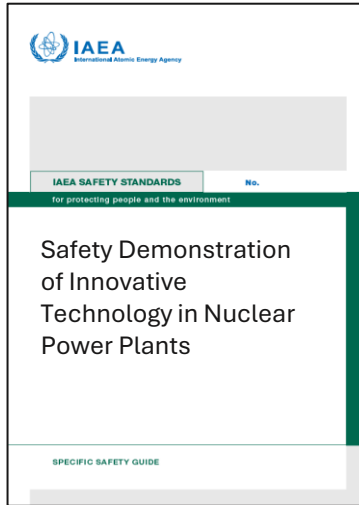 IAEA
International Atomic Energy Agency
IAEA SAFETY STANDARDS
No.
for protecting people and the environment
Safety Demonstration
of Innovative
Technology in Nuclear
Power Plants
SPECIFIC SAFETY GUIDE